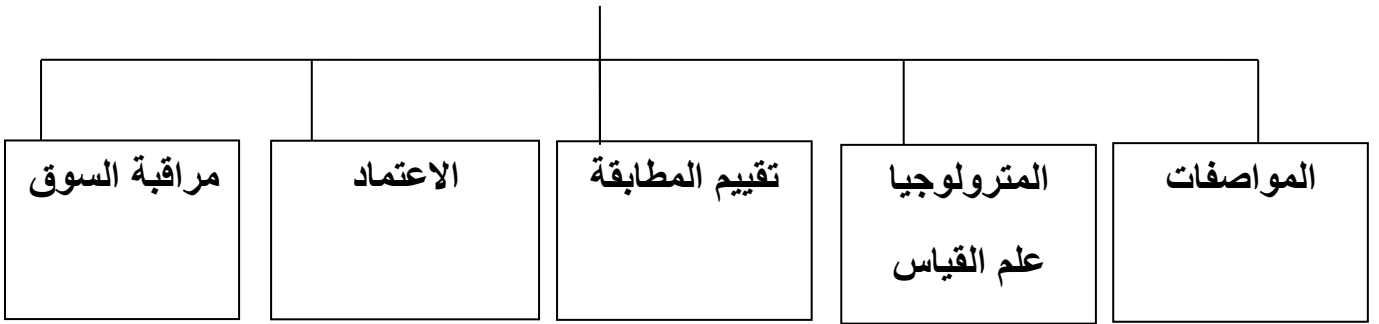 المواصفات
المترولوجيا
علم القياس
تقييم المطابقة
الاعتماد
مراقبة السوق